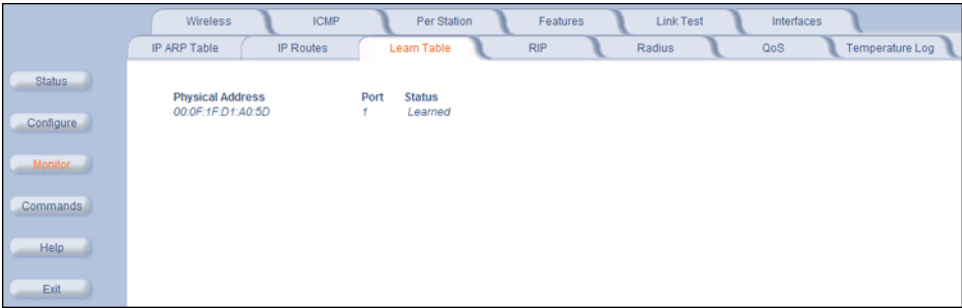 Wireless ICMP Per Station Features Link Test Interfaces
IP ARP Table IP Routes Learn Table RIP Radius QoS Temperature Log
Status
Configure
Monitor
Commands
Help
Exit
Physical Address Port Status
00:0F:1F:D1:A0:5D 1 Learned